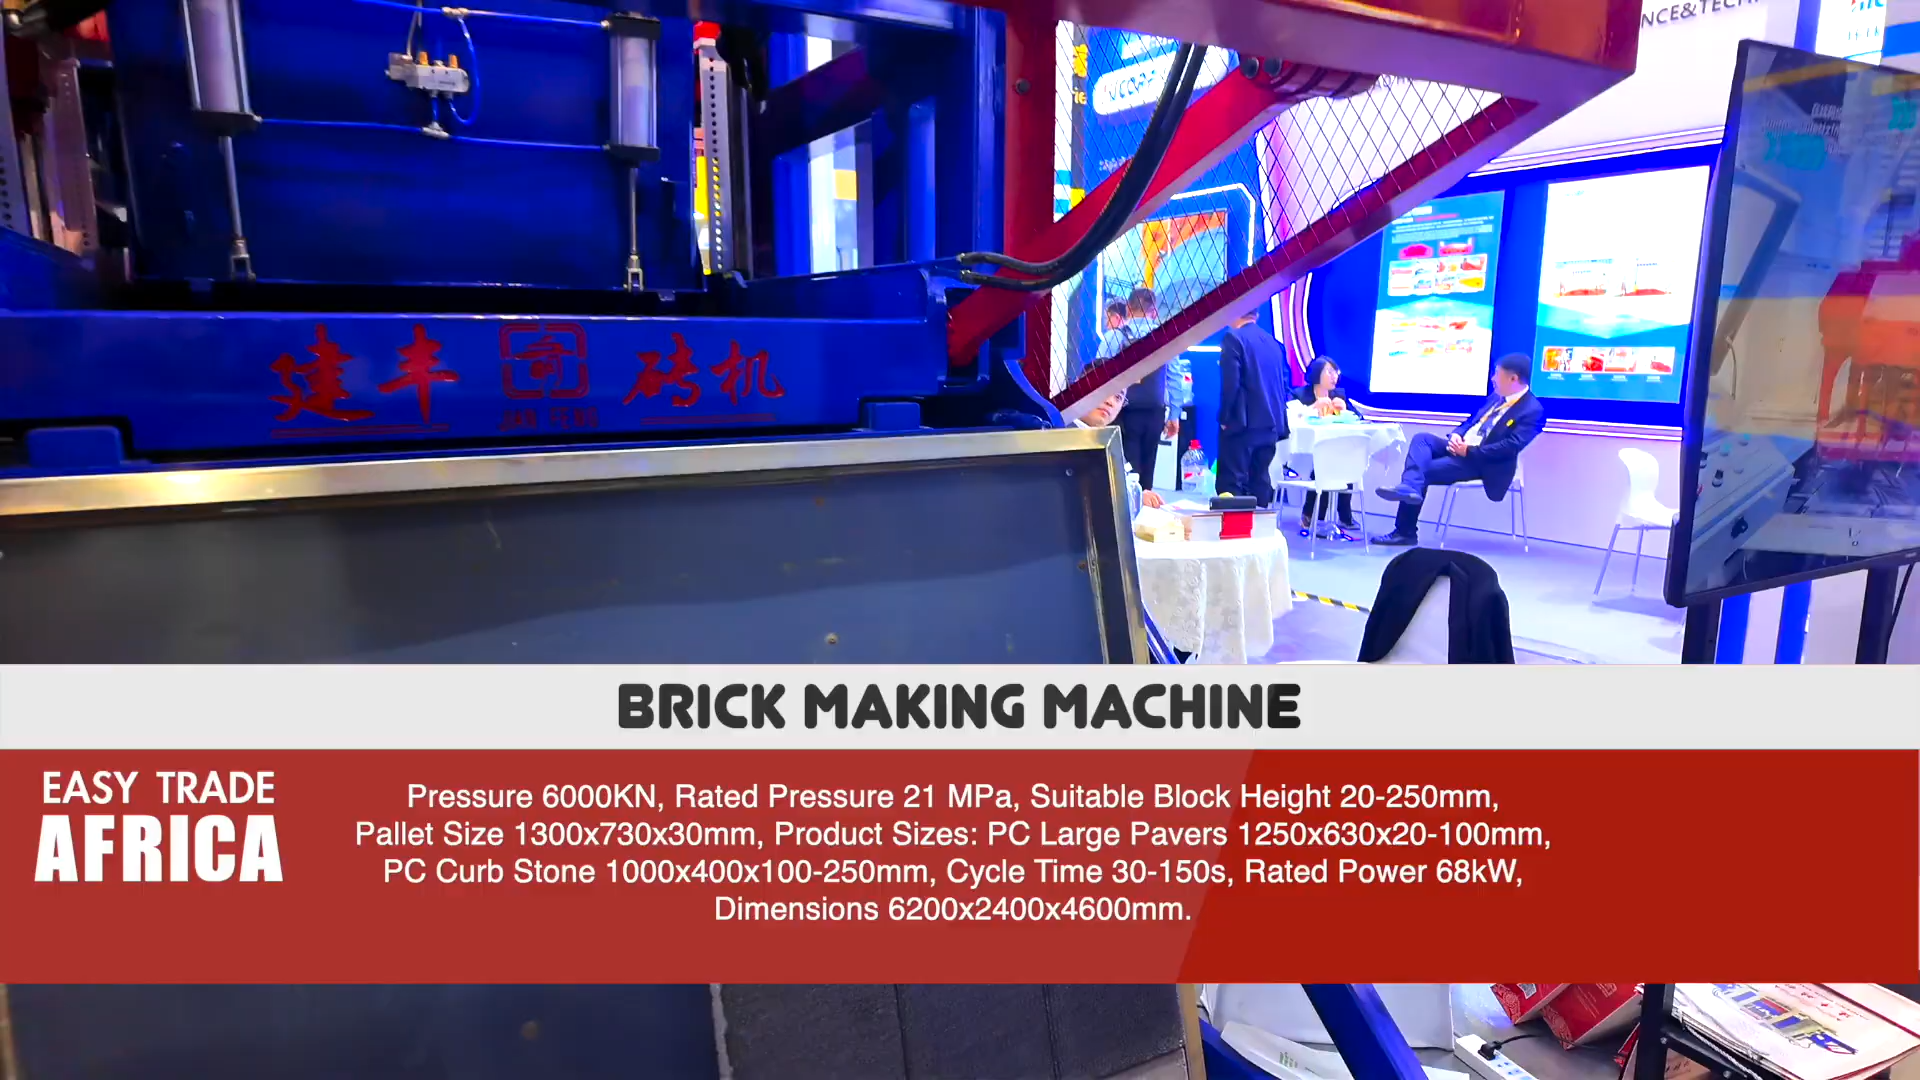 NCE&TECH
建丰 砖机
JIAN FENG
BRICK MAKING MACHINE
EASY TRADE
AFRICA
Pressure 6000KN, Rated Pressure 21 MPa, Suitable Block Height 20-250mm,
Pallet Size 1300x730x30mm, Product Sizes: PC Large Pavers 1250x630x20-100mm,
PC Curb Stone 1000x400x100-250mm, Cycle Time 30-150s, Rated Power 68kW,
Dimensions 6200x2400x4600mm.